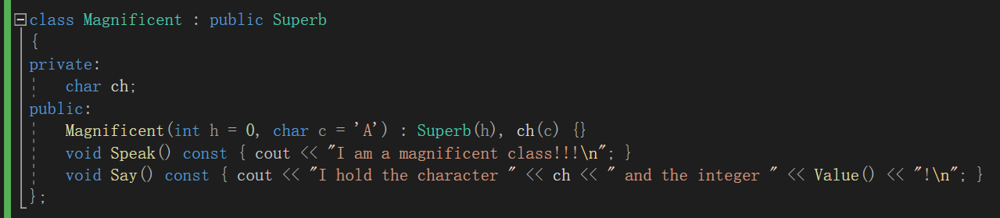 class Magnificent : public Superb
{
private:
    char ch;
public:
    Magnificent(int h = 0, char c = 'A') : Superb(h), ch(c) {}
    void Speak() const { cout << "I am a magnificent class!!!\n"; }
    void Say() const { cout << "I hold the character " << ch << " and the integer " << Value() << "!\n"; }
};